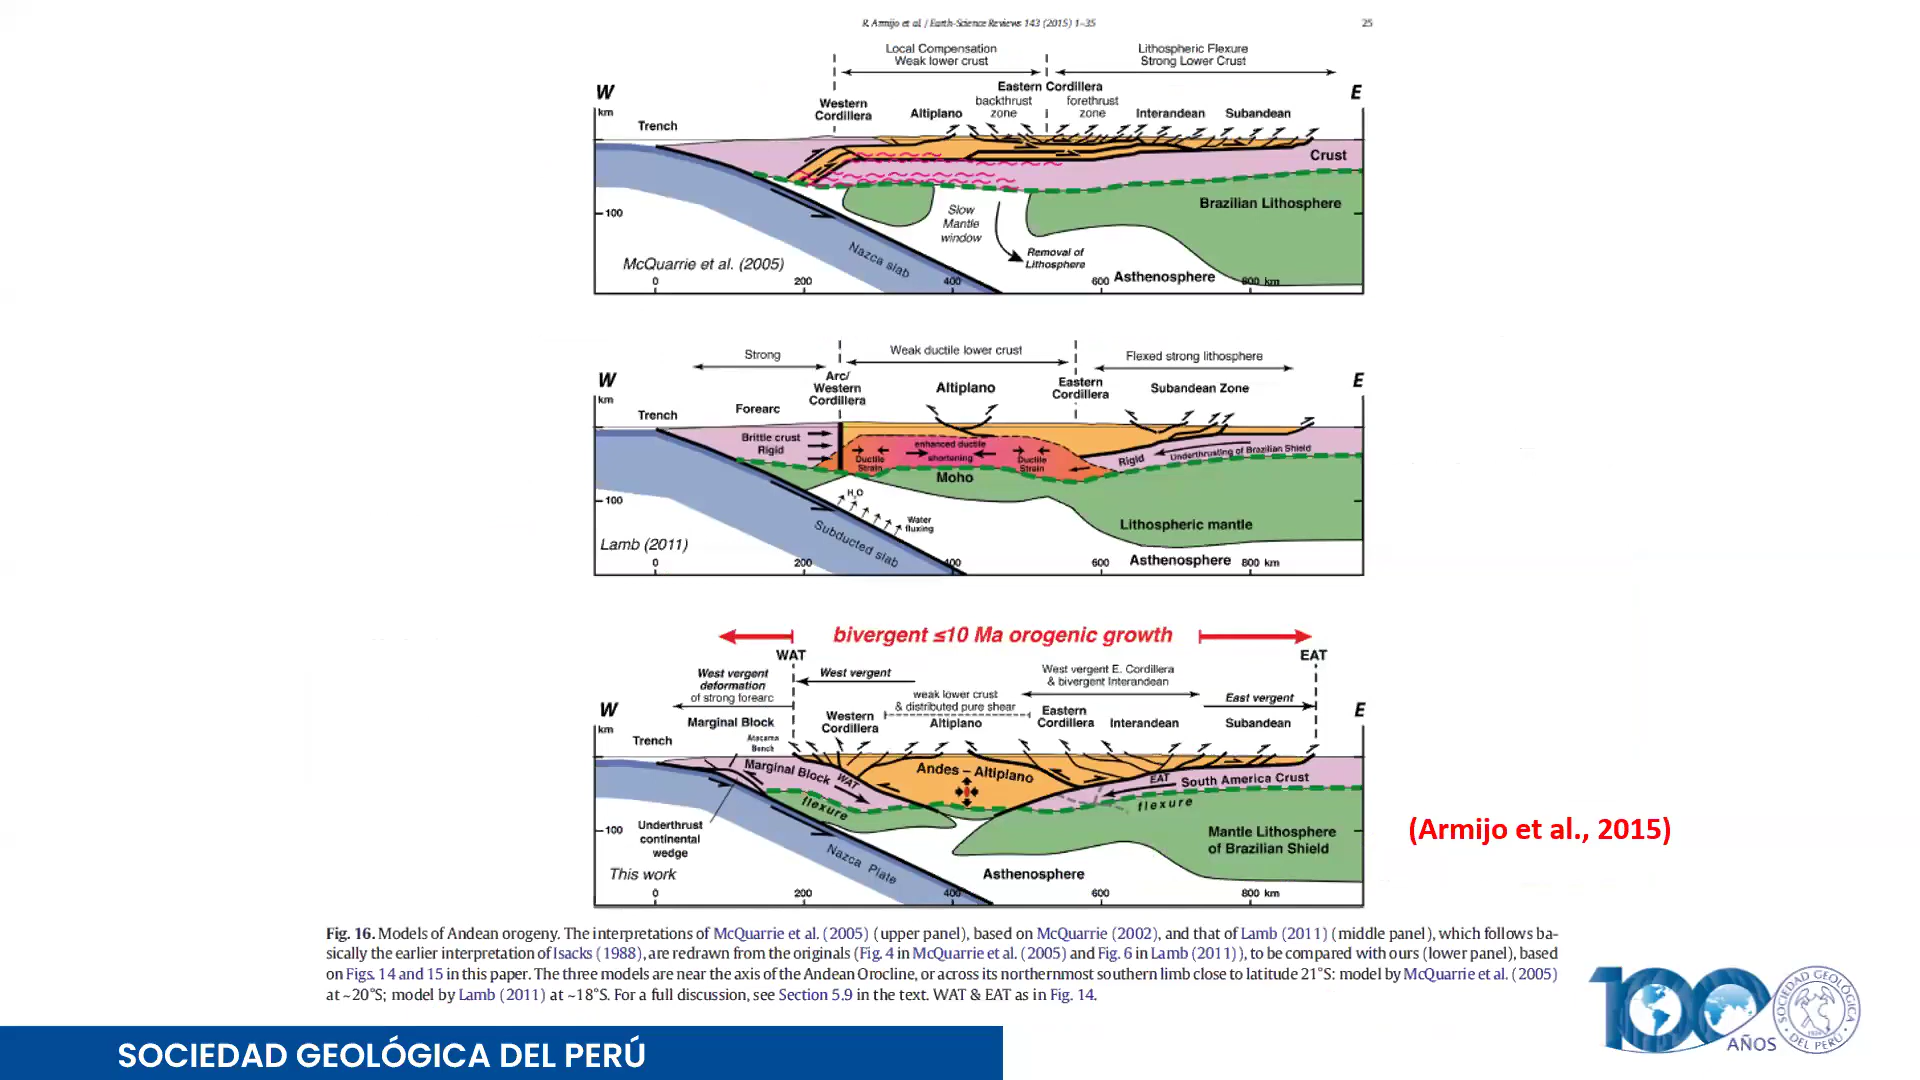 R. Armijo et al. / Earth-Science Reviews 143 (2015) 1–35
25
Local Compensation
Weak lower crust
Lithospheric Flexure
Strong Lower Crust
W
E
km
Trench
Western
Cordillera
Altiplano
Eastern Cordillera
backthrust
zone
forethrust
zone
Interandean
Subandean
Crust
100
Slow
Mantle
window
Removal of
Lithosphere
Brazilian Lithosphere
Nazca slab
McQuarrie et al. (2005)
Asthenosphere
0
200
400
600
800 km
Strong
Weak ductile lower crust
Flexed strong lithosphere
W
E
km
Trench
Forearc
Arc/
Western
Cordillera
Altiplano
Eastern
Cordillera
Subandean Zone
Brittle crust
Rigid
enhanced ductile
shortening
Ductile
Strain
Ductile
Strain
Rigid
Underthrusting of Brazilian Shield
Moho
100
H2O
Water
fluxing
Subducted slab
Lithospheric mantle
Lamb (2011)
Asthenosphere
0
200
400
600
800 km
bivergent ≤10 Ma orogenic growth
WAT
EAT
West vergent
deformation
of strong forearc
West vergent
weak lower crust
& distributed pure shear
West vergent E. Cordillera
& bivergent Interandean
East vergent
W
E
km
Trench
Marginal Block
Atacama
Bench
Western
Cordillera
Altiplano
Eastern
Cordillera
Interandean
Subandean
Marginal Block
WAT
Andes – Altiplano
EAT
South America Crust
flexure
flexure
100
Underthrust
continental
wedge
Nazca Plate
Mantle Lithosphere
of Brazilian Shield
This work
Asthenosphere
0
200
400
600
800 km
(Armijo et al., 2015)
Fig. 16. Models of Andean orogeny. The interpretations of McQuarrie et al. (2005) (upper panel), based on McQuarrie (2002), and that of Lamb (2011) (middle panel), which follows ba-
sically the earlier interpretation of Isacks (1988), are redrawn from the originals (Fig. 4 in McQuarrie et al. (2005) and Fig. 6 in Lamb (2011)), to be compared with ours (lower panel), based
on Figs. 14 and 15 in this paper. The three models are near the axis of the Andean Orocline, or across its northernmost southern limb close to latitude 21°S: model by McQuarrie et al. (2005)
at ~20°S; model by Lamb (2011) at ~18°S. For a full discussion, see Section 5.9 in the text. WAT & EAT as in Fig. 14.
100
AÑOS
SOCIEDAD GEOLÓGICA
DEL PERÚ
1924
SOCIEDAD GEOLÓGICA DEL PERÚ